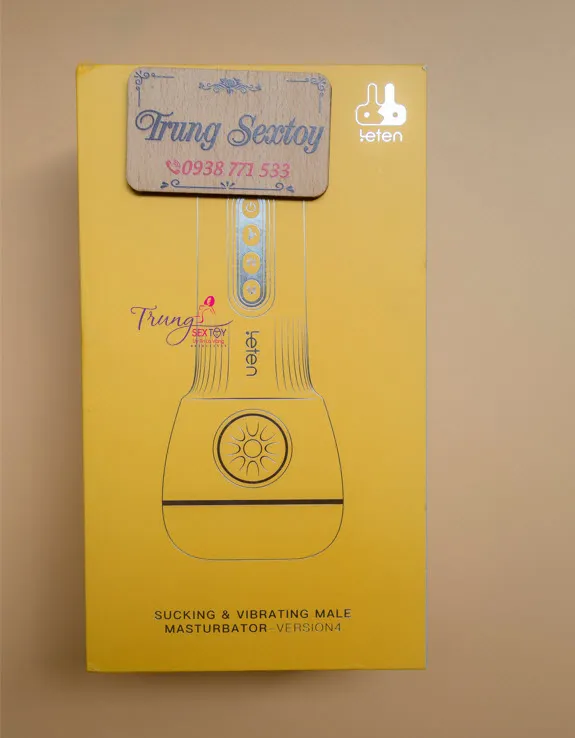 Trung Sextoy
0938 771 533
Leten
Trung
SEXTOY
Leten
SUCKING & VIBRATING MALE
MASTURBATOR-VERSION4